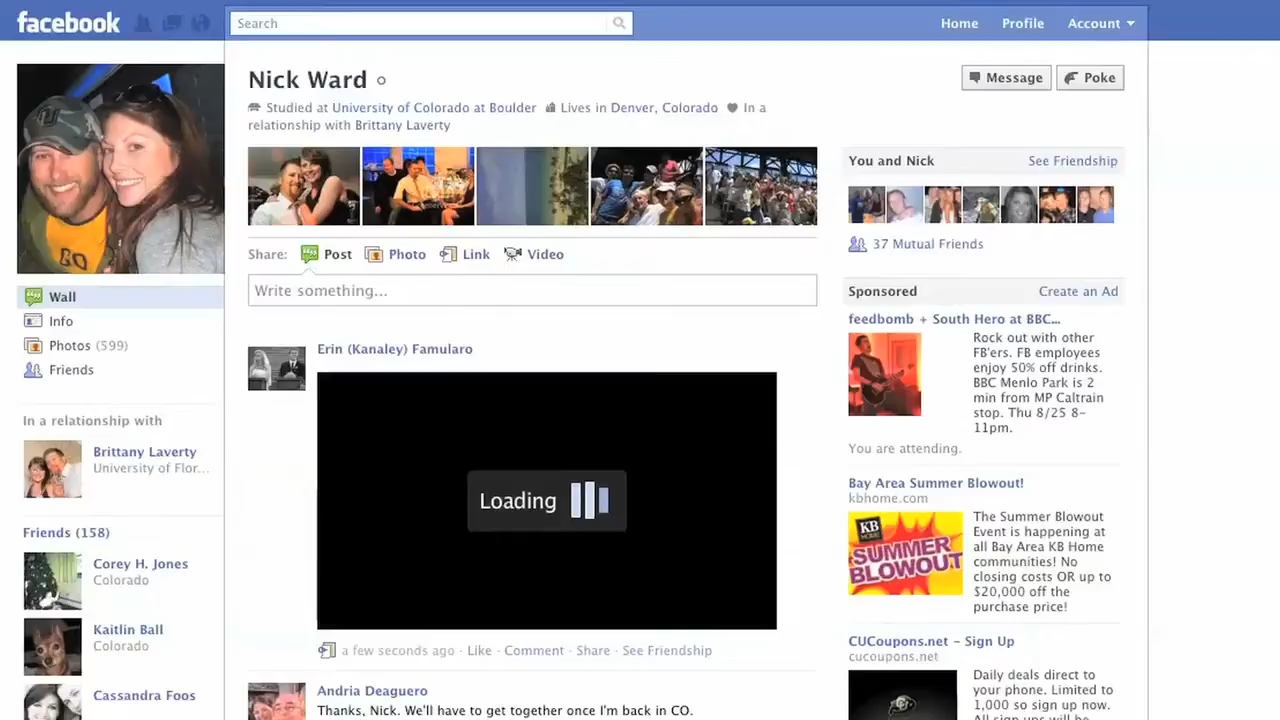 facebook
Search
Home Profile Account
Nick Ward
Message Poke
Studied at University of Colorado at Boulder Lives in Denver, Colorado In a
relationship with Brittany Laverty
Share: Post Photo Link Video
Write something...
GO
Wall
Info
Photos (599)
Friends
In a relationship with
Brittany Laverty
University of Flor...
Friends (158)
Corey H. Jones
Colorado
Kaitlin Ball
Colorado
Cassandra Foos
Erin (Kanaley) Famularo
Loading
a few seconds ago · Like · Comment · Share · See Friendship
Andria Deaguero
Thanks, Nick. We'll have to get together once I'm back in CO.
You and Nick See Friendship
37 Mutual Friends
Sponsored Create an Ad
feedbomb + South Hero at BBC...
Rock out with other
FB'ers. FB employees
enjoy 50% off drinks.
BBC Menlo Park is 2
min from MP Caltrain
stop. Thu 8/25 8-
11pm.
You are attending.
Bay Area Summer Blowout!
kbhome.com
KB
HOME
SUMMER
BLOWOUT
The Summer Blowout
Event is happening at
all Bay Area KB Home
communities! No
closing costs OR up to
$20,000 off the
purchase price!
CUCoupons.net - Sign Up
cucoupons.net
Daily deals direct to
your phone. Limited to
1,000 so sign up now.
All sign ups will be